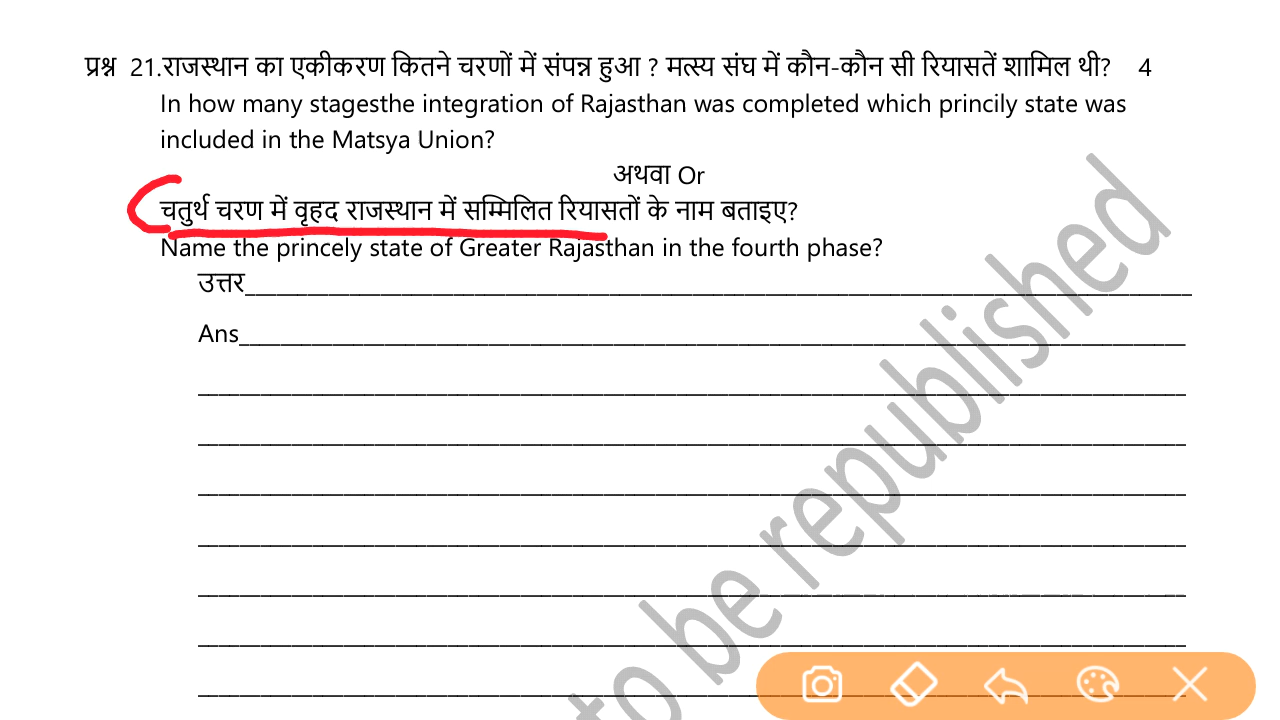 प्रश्न 21.राजस्थान का एकीकरण कितने चरणों में संपन्न हुआ ? मत्स्य संघ में कौन-कौन सी रियासतें शामिल थी? 4
In how many stagesthe integration of Rajasthan was completed which princily state was
included in the Matsya Union?
अथवा Or
चतुर्थ चरण में वृहद राजस्थान में सम्मिलित रियासतों के नाम बताइए?
Name the princely state of Greater Rajasthan in the fourth phase?
उत्तर
Ans
to be republished